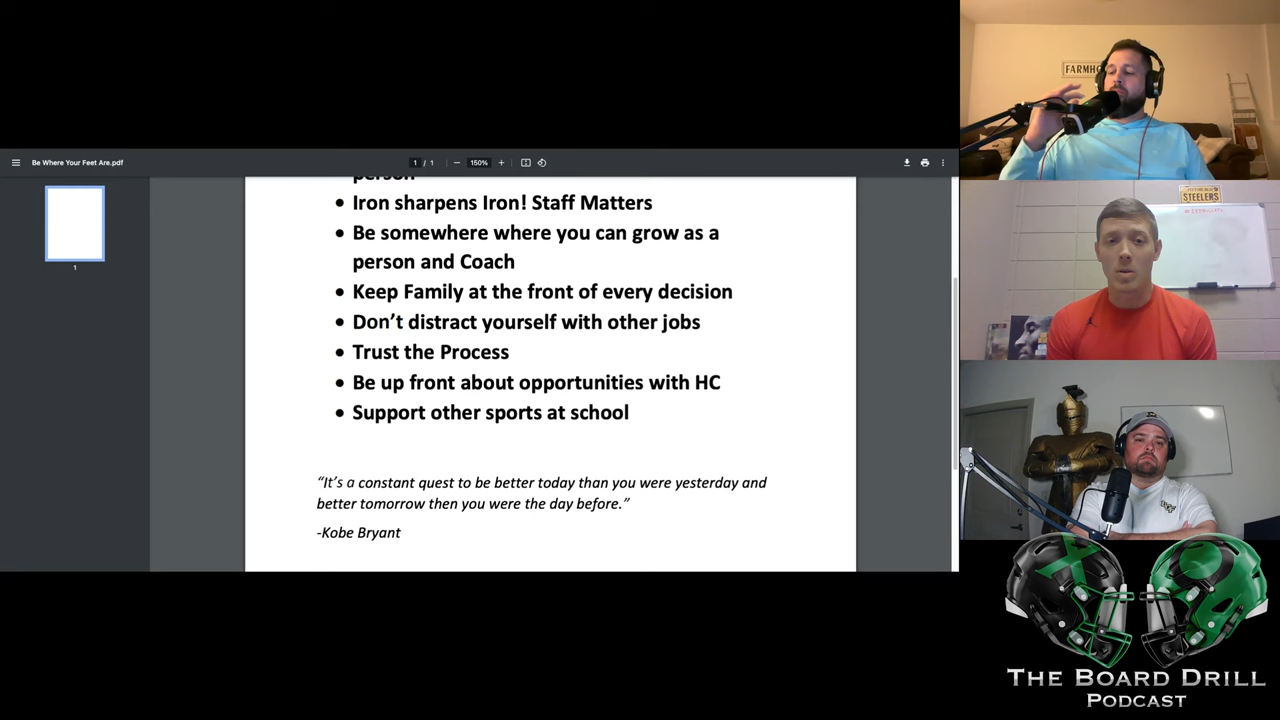 Be Where Your Feet Are.pdf
1 / 1
150%
person
• Iron sharpens Iron! Staff Matters
• Be somewhere where you can grow as a
person and Coach
• Keep Family at the front of every decision
• Don't distract yourself with other jobs
• Trust the Process
• Be up front about opportunities with HC
• Support other sports at school
“It's a constant quest to be better today than you were yesterday and
better tomorrow then you were the day before.”
-Kobe Bryant
1
FARMH
STEELERS
THE BOARD DRILL
PODCAST